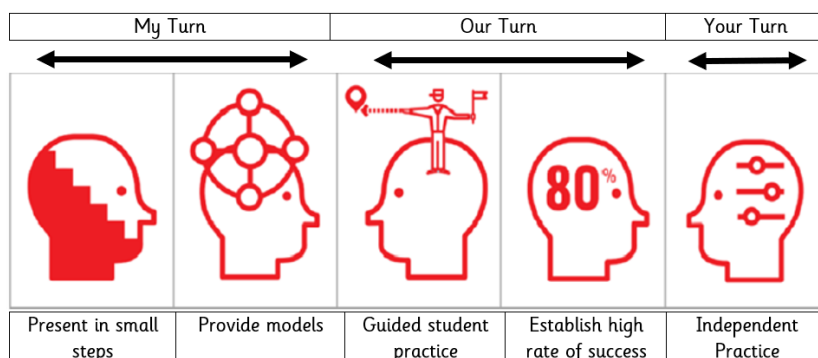 My Turn
Our Turn
Your Turn
80%
Present in small
steps
Provide models
Guided student
practice
Establish high
rate of success
Independent
Practice